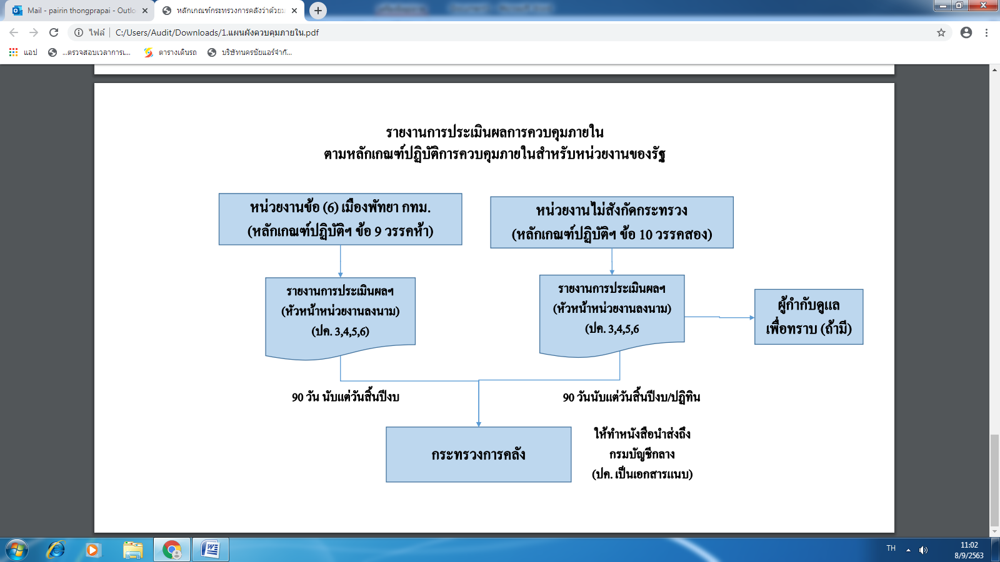 Mail - pairin thongprapai - Outlo
หลักเกณฑ์กระทรวงการคลังว่าด้วยม
ไฟล์
C:/Users/Audit/Downloads/1.แผนผังควบคุมภายใน.pdf
แอป
...ตรวจสอบเวลาการเ...
ตารางเดินรถ
บริษัทนครชัยแอร์จำกั...
รายงานการประเมินผลการควบคุมภายใน
ตามหลักเกณฑ์ปฏิบัติการควบคุมภายในสำหรับหน่วยงานของรัฐ
หน่วยงานข้อ (6) เมืองพัทยา กทม.
(หลักเกณฑ์ปฏิบัติฯ ข้อ 9 วรรคห้า)
หน่วยงานไม่สังกัดกระทรวง
(หลักเกณฑ์ปฏิบัติฯ ข้อ 10 วรรคสอง)
รายงานการประเมินผลฯ
(หัวหน้าหน่วยงานลงนาม)
(ปค. 3,4,5,6)
รายงานการประเมินผลฯ
(หัวหน้าหน่วยงานลงนาม)
(ปค. 3,4,5,6
ผู้กำกับดูแล
เพื่อทราบ (ถ้ามี)
90 วัน นับแต่วันสิ้นปีงบ
90 วันนับแต่วันสิ้นปีงบ/ปฏิทิน
กระทรวงการคลัง
ให้ทำหนังสือนำส่งถึง
กรมบัญชีกลาง
(ปค. เป็นเอกสารแนบ)
TH
11:02
8/9/2563